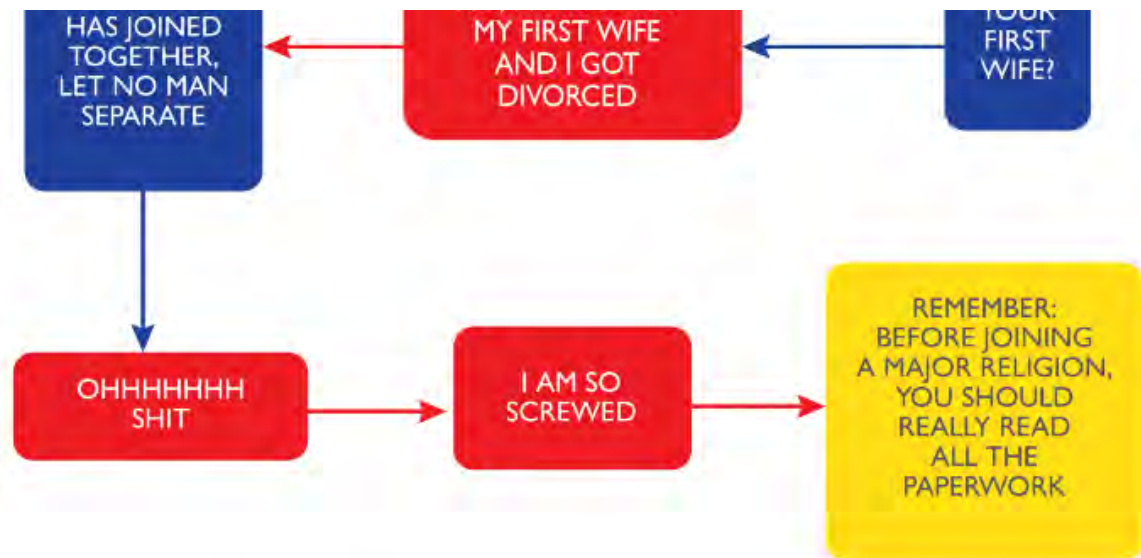 YOUR
FIRST
WIFE?
MY FIRST WIFE
AND I GOT
DIVORCED
HAS JOINED
TOGETHER,
LET NO MAN
SEPARATE
OHHHHHHH
SHIT
I AM SO
SCREWED
REMEMBER:
BEFORE JOINING
A MAJOR RELIGION,
YOU SHOULD
REALLY READ
ALL THE
PAPERWORK